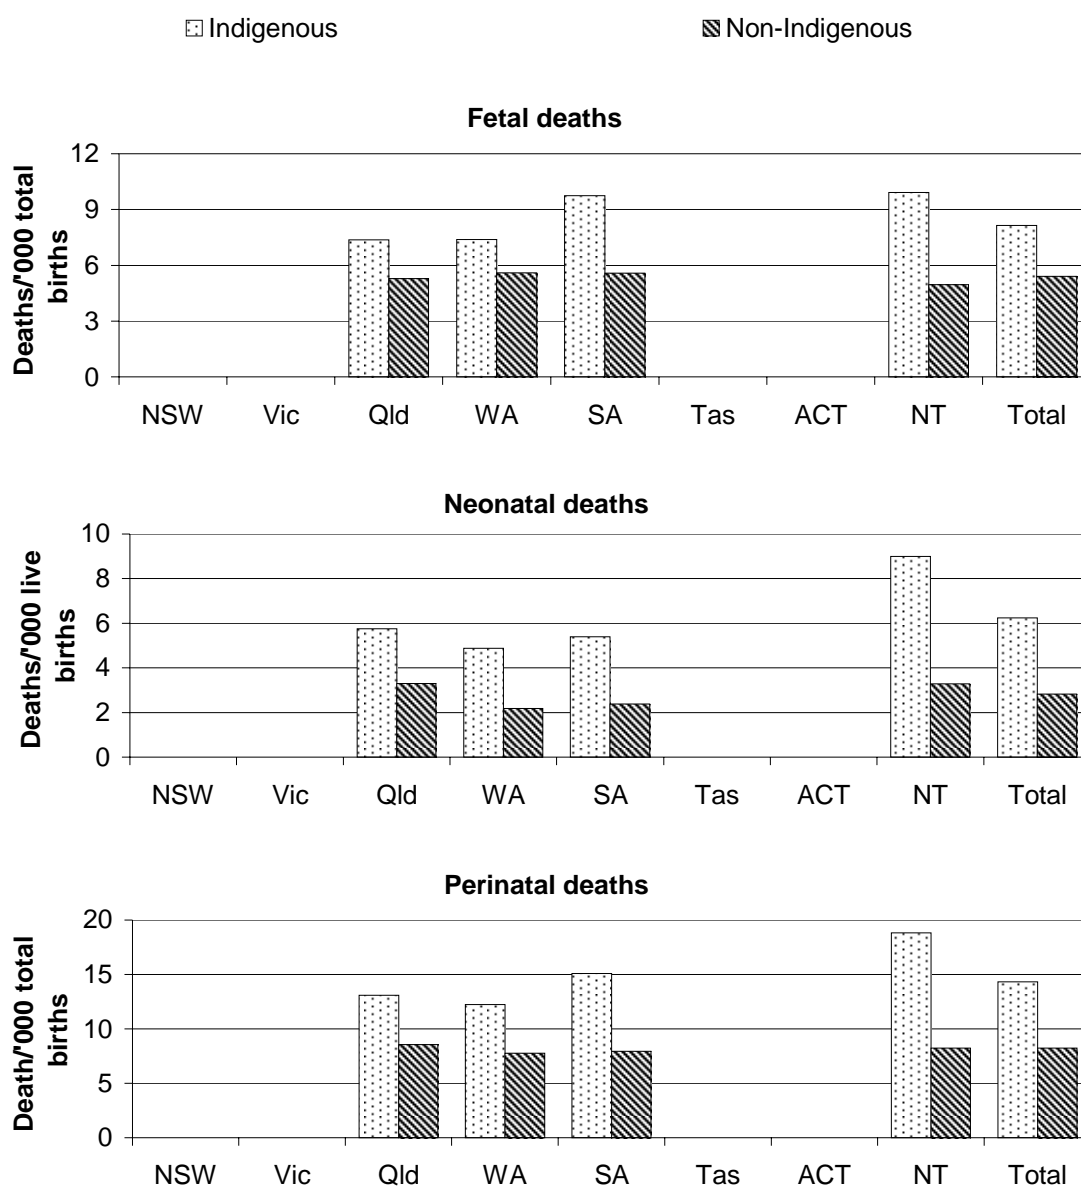 Indigenous Non-Indigenous
Fetal deaths
Deaths/'000 total
births
12
9
6
3
0
NSW Vic Qld WA SA Tas ACT NT Total
Neonatal deaths
Deaths/'000 live
births
10
8
6
4
2
0
NSW Vic Qld WA SA Tas ACT NT Total
Perinatal deaths
Death/'000 total
births
20
15
10
5
0
NSW Vic Qld WA SA Tas ACT NT Total